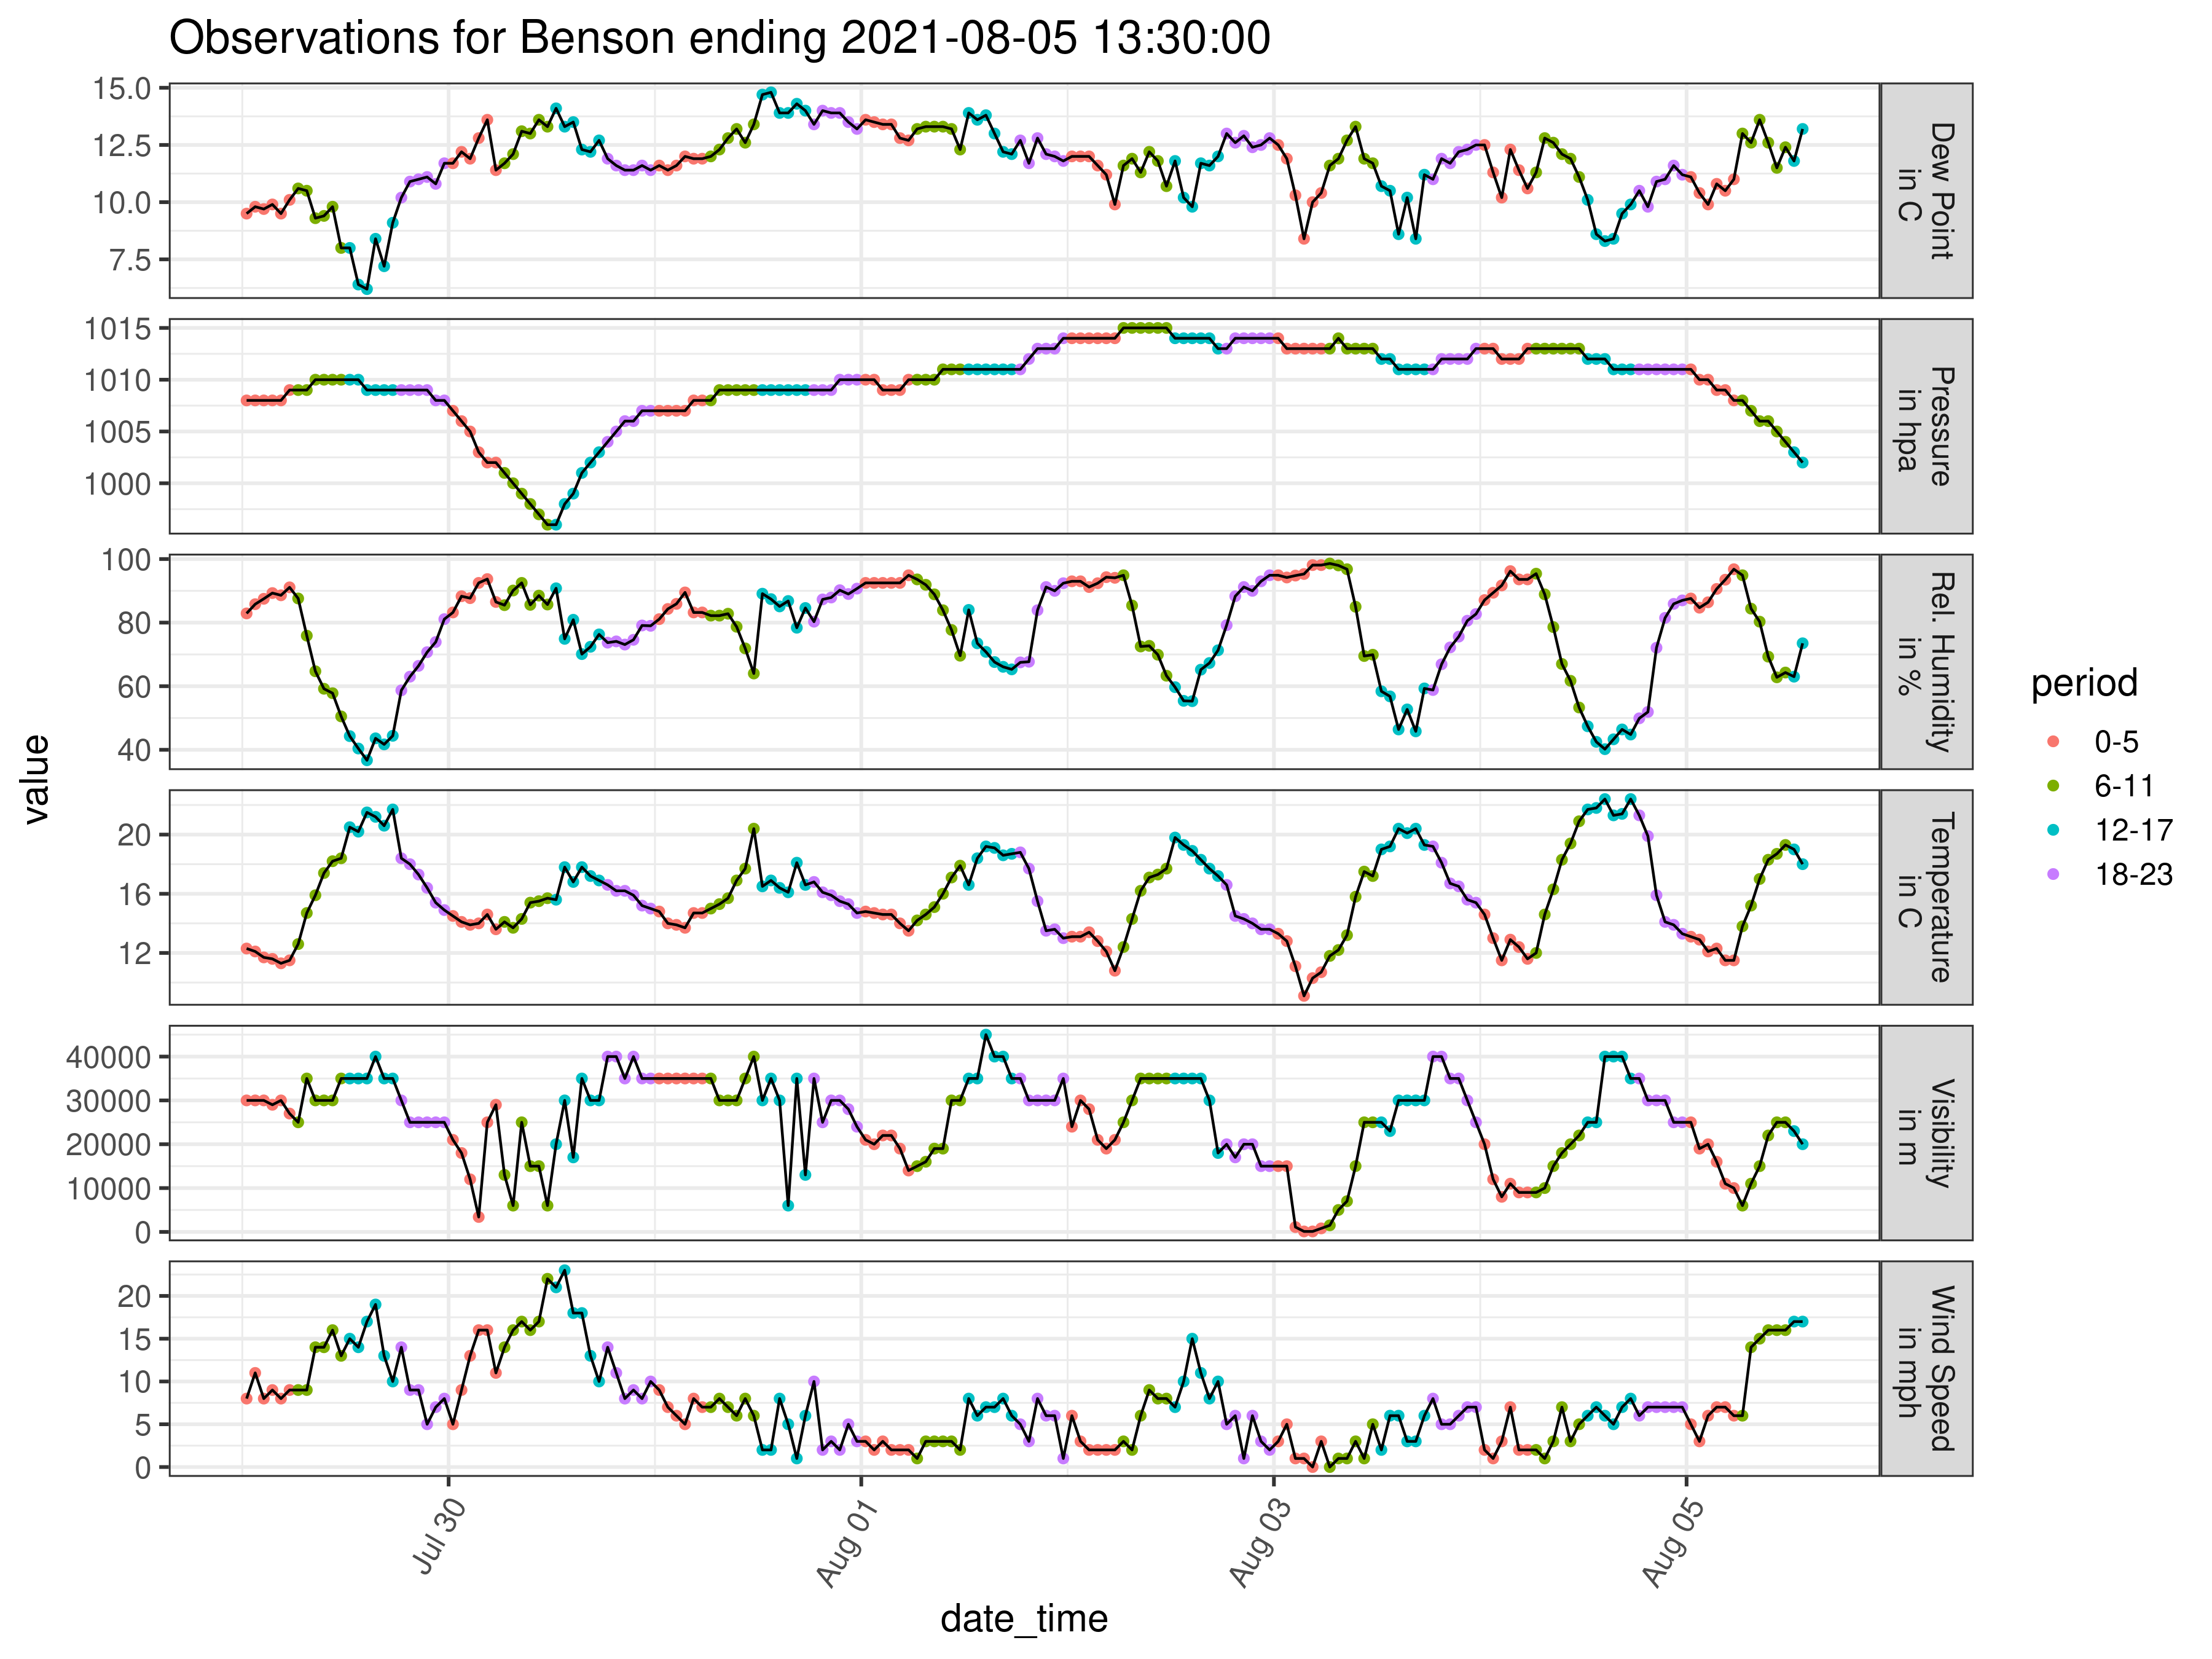 Observations for Benson ending 2021-08-05 13:30:00
value
15.0
12.5
10.0
7.5
Dew Point
in C
1015
1010
1005
1000
Pressure
in hpa
100
80
60
40
Rel. Humidity
in %
20
16
12
Temperature
in C
40000
30000
20000
10000
0
Visibility
in m
20
15
10
5
0
Wind Speed
in mph
Jul 30
Aug 01
Aug 03
Aug 05
date_time
period
0-5
6-11
12-17
18-23